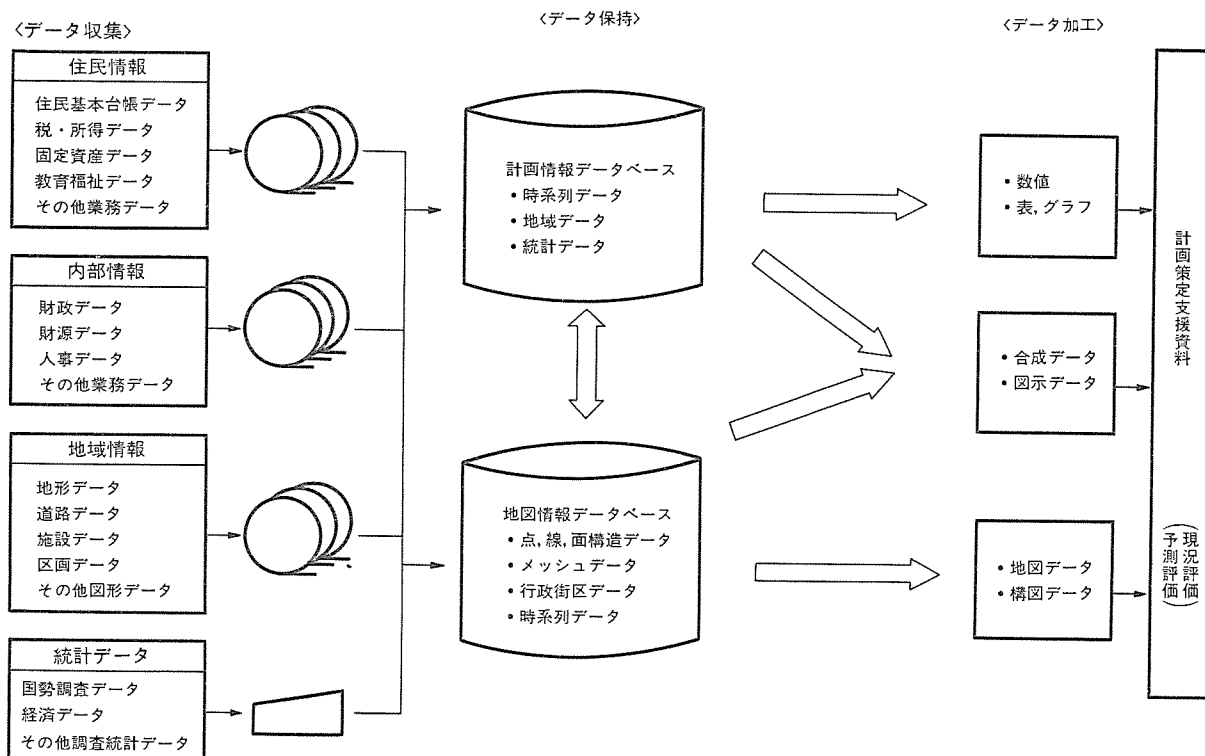 〈データ収集〉
住民情報
住民基本台帳データ
税・所得データ
固定資産データ
教育福祉データ
その他業務データ
内部情報
財政データ
財源データ
人事データ
その他業務データ
地域情報
地形データ
道路データ
施設データ
区画データ
その他図形データ
統計データ
国勢調査データ
経済データ
その他調査統計データ
〈データ保持〉
計画情報データベース
・時系列データ
・地域データ
・統計データ
地図情報データベース
・点,線,面構造データ
・メッシュデータ
・行政街区データ
・時系列データ
〈データ加工〉
・数値
・表,グラフ
・合成データ
・図示データ
・地図データ
・構図データ
計画策定支援資料
(現況評価
予測評価)